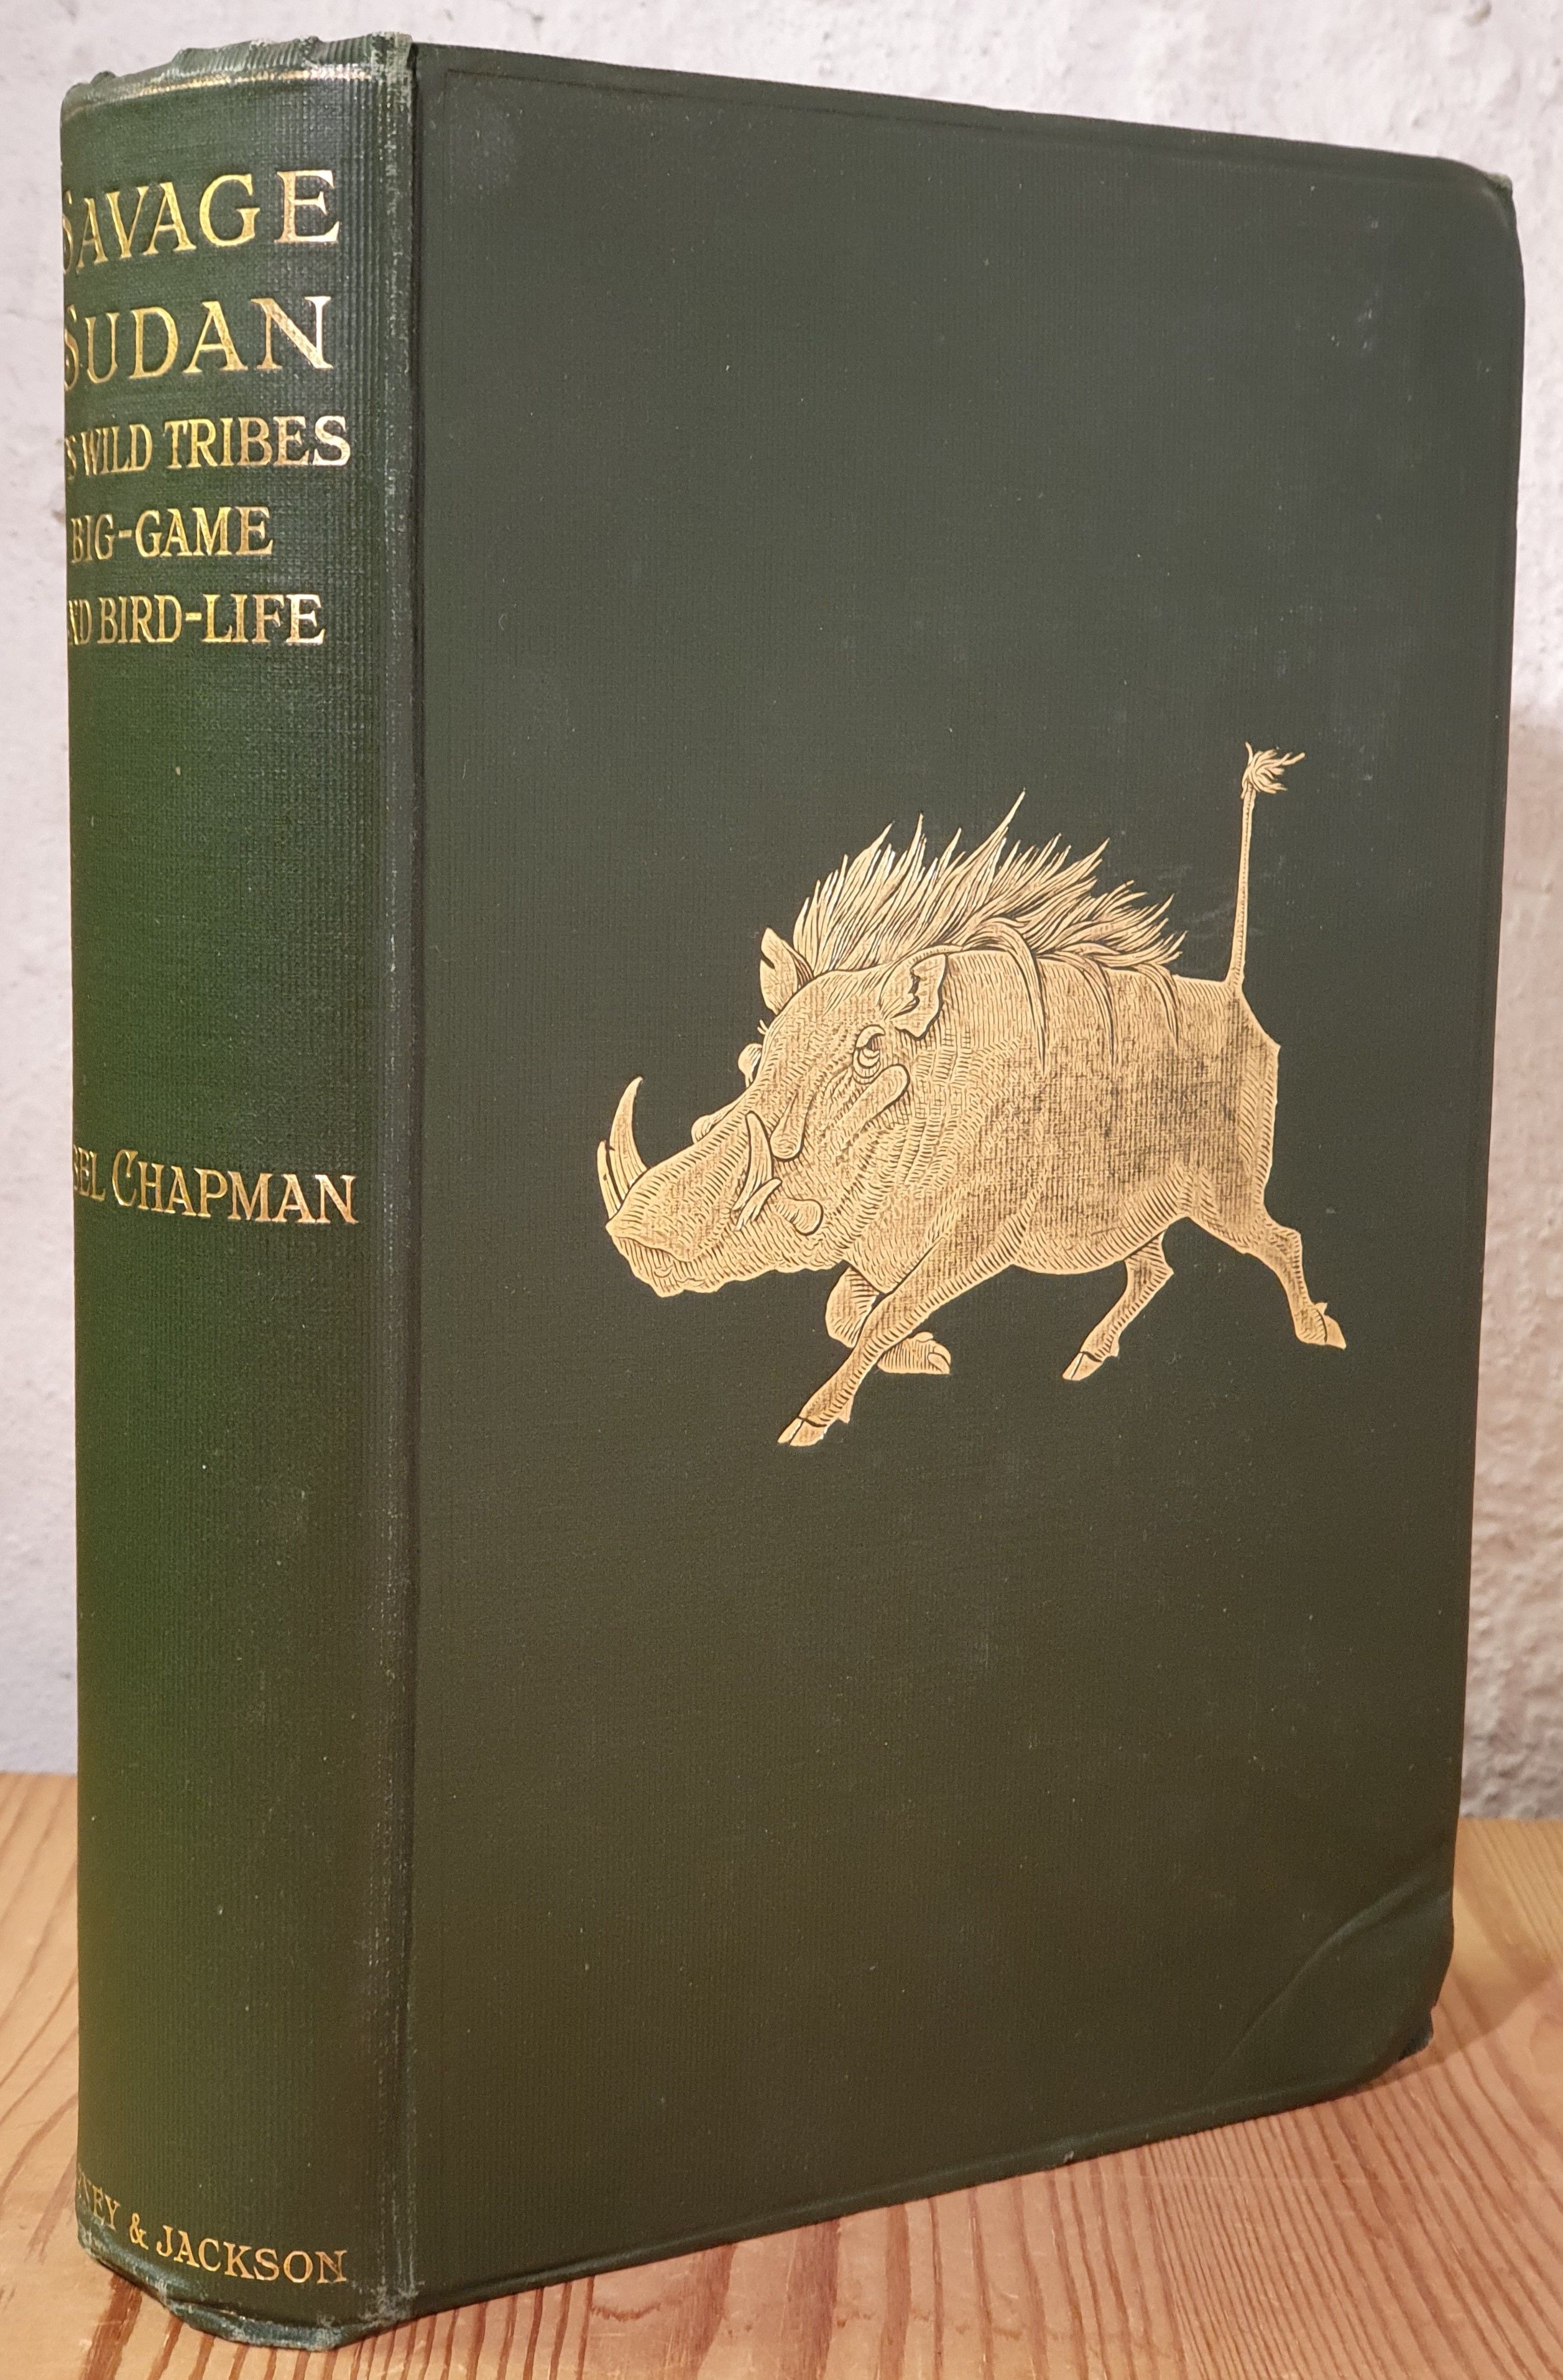 SAVAGE
SUDAN
WILD TRIBES
BIG-GAME
BIRD-LIFE
CHAPMAN
& JACKSON